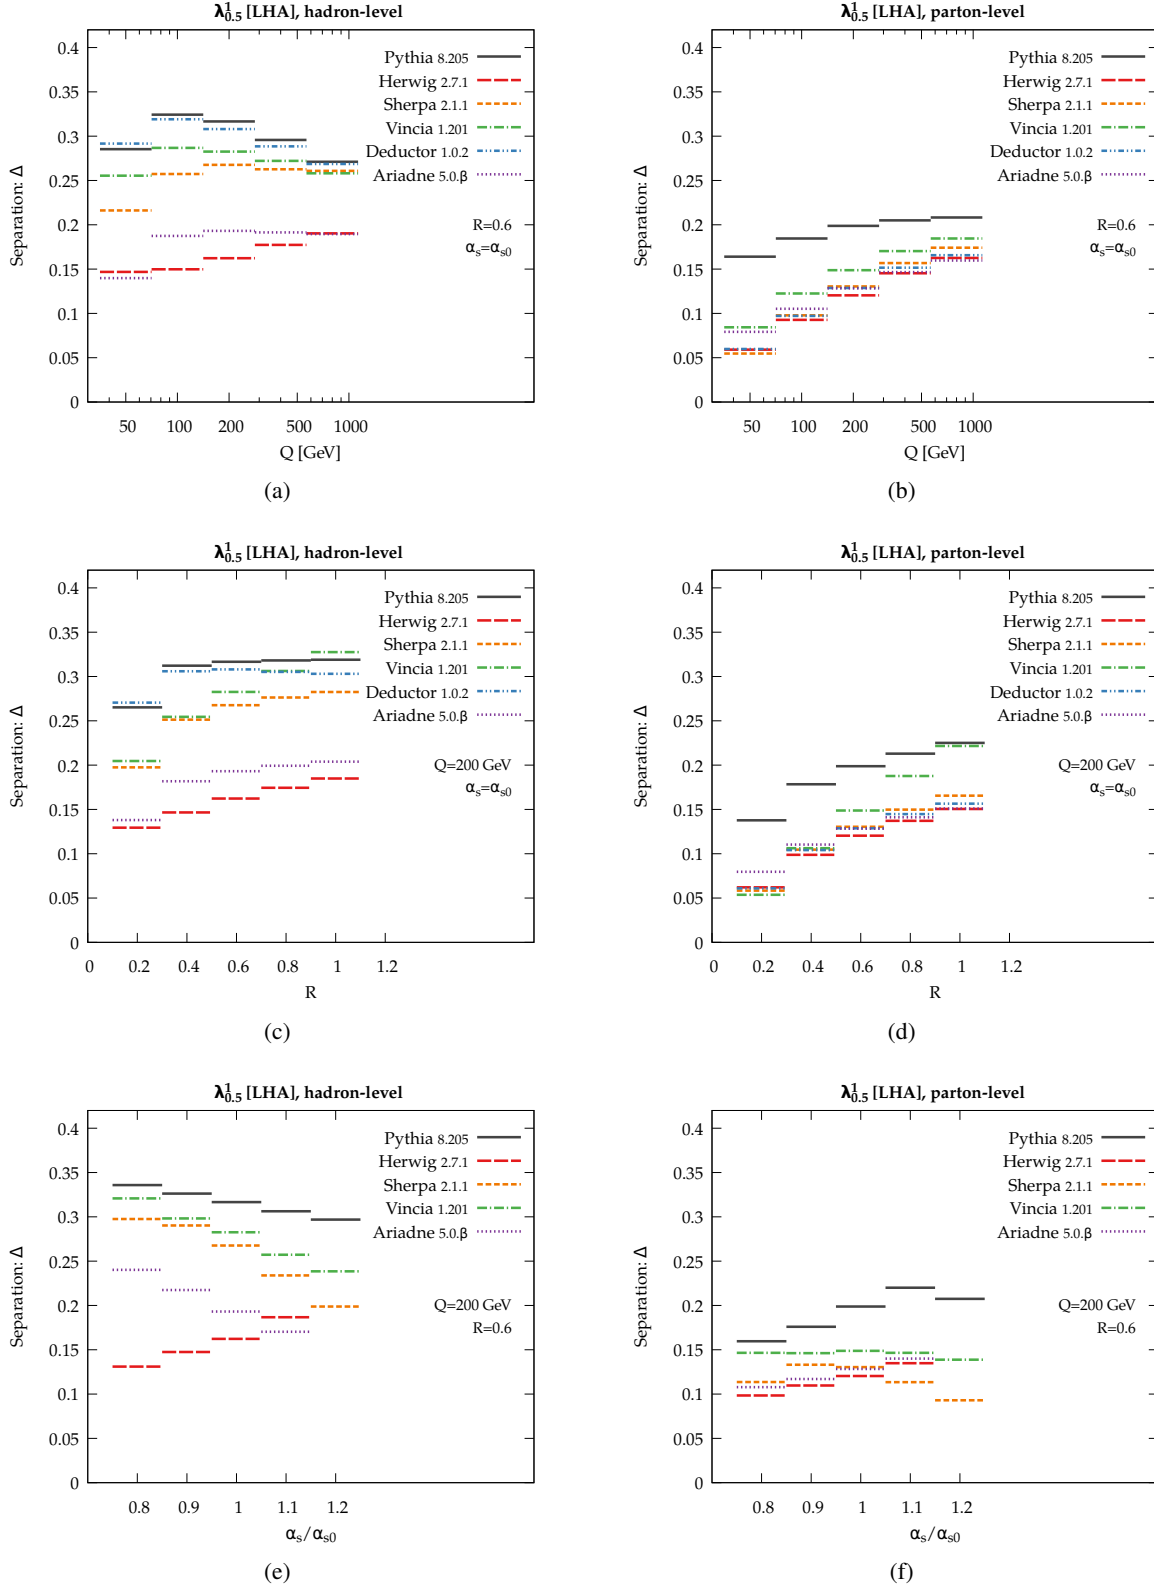 λ¹₀.₅ [LHA], hadron-level
Separation: Δ
0.4
0.35
0.3
0.25
0.2
0.15
0.1
0.05
0
Pythia 8.205
Herwig 2.7.1
Sherpa 2.1.1
Vincia 1.201
Deductor 1.0.2
Ariadne 5.0.β
R=0.6
αs=αs0
50 100 200 500 1000
Q [GeV]
(a)
λ¹₀.₅ [LHA], parton-level
Separation: Δ
0.4
0.35
0.3
0.25
0.2
0.15
0.1
0.05
0
Pythia 8.205
Herwig 2.7.1
Sherpa 2.1.1
Vincia 1.201
Deductor 1.0.2
Ariadne 5.0.β
R=0.6
αs=αs0
50 100 200 500 1000
Q [GeV]
(b)
λ¹₀.₅ [LHA], hadron-level
Separation: Δ
0.4
0.35
0.3
0.25
0.2
0.15
0.1
0.05
0
Pythia 8.205
Herwig 2.7.1
Sherpa 2.1.1
Vincia 1.201
Deductor 1.0.2
Ariadne 5.0.β
Q=200 GeV
αs=αs0
0 0.2 0.4 0.6 0.8 1 1.2
R
(c)
λ¹₀.₅ [LHA], parton-level
Separation: Δ
0.4
0.35
0.3
0.25
0.2
0.15
0.1
0.05
0
Pythia 8.205
Herwig 2.7.1
Sherpa 2.1.1
Vincia 1.201
Deductor 1.0.2
Ariadne 5.0.β
Q=200 GeV
αs=αs0
0 0.2 0.4 0.6 0.8 1 1.2
R
(d)
λ¹₀.₅ [LHA], hadron-level
Separation: Δ
0.4
0.35
0.3
0.25
0.2
0.15
0.1
0.05
0
Pythia 8.205
Herwig 2.7.1
Sherpa 2.1.1
Vincia 1.201
Ariadne 5.0.β
Q=200 GeV
R=0.6
0.8 0.9 1 1.1 1.2
αs/αs0
(e)
λ¹₀.₅ [LHA], parton-level
Separation: Δ
0.4
0.35
0.3
0.25
0.2
0.15
0.1
0.05
0
Pythia 8.205
Herwig 2.7.1
Sherpa 2.1.1
Vincia 1.201
Ariadne 5.0.β
Q=200 GeV
R=0.6
0.8 0.9 1 1.1 1.2
αs/αs0
(f)